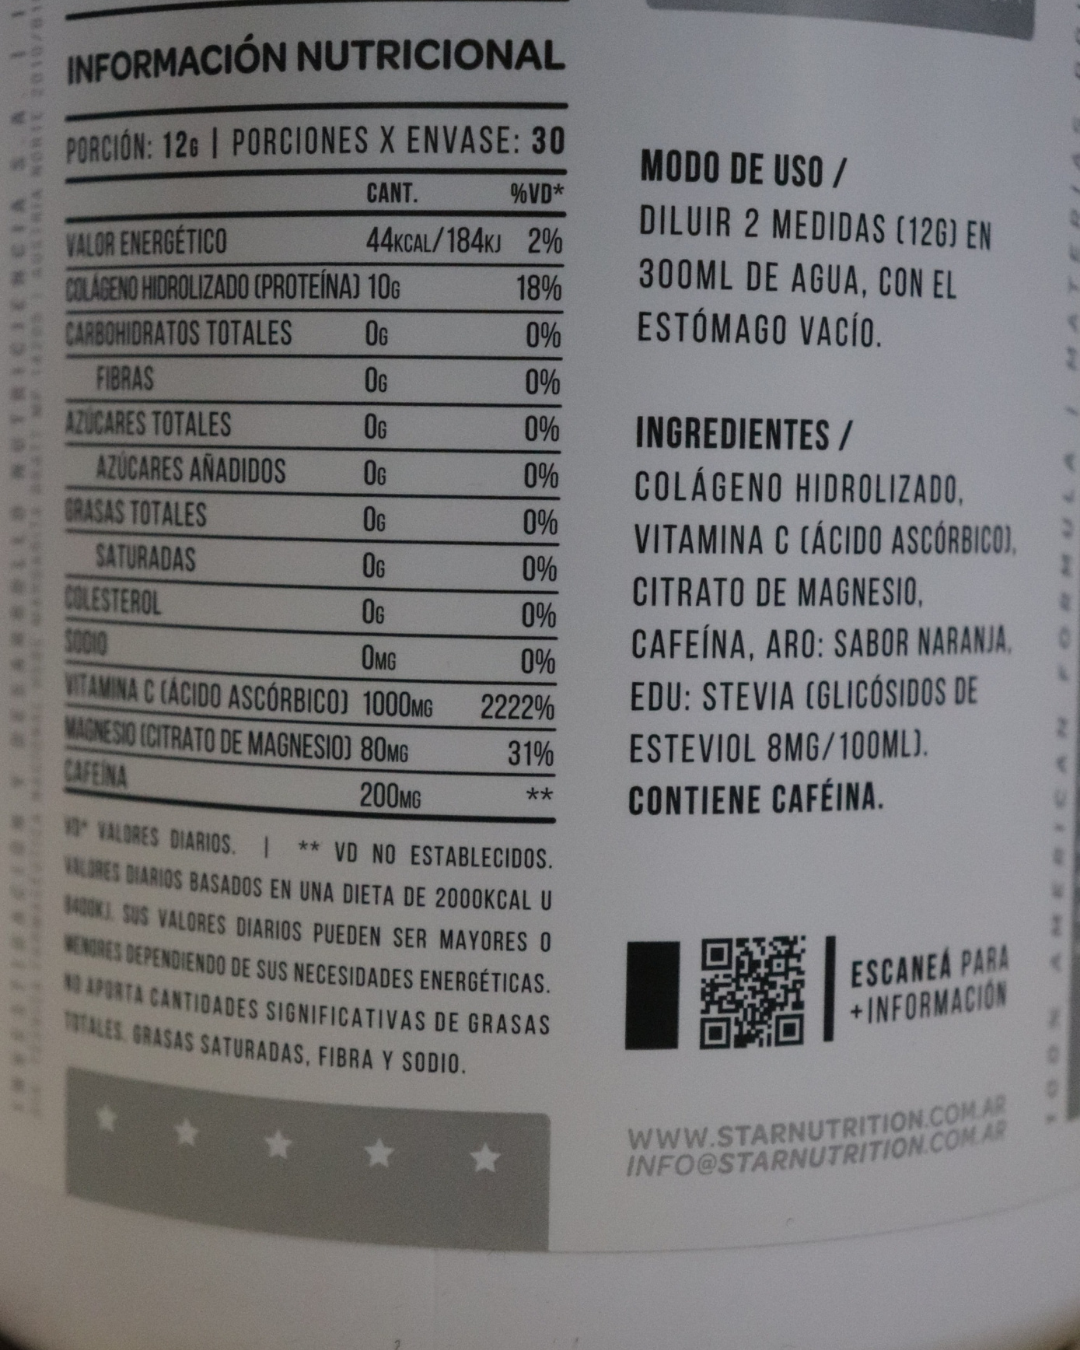 INFORMACIÓN NUTRICIONAL
PORCIÓN: 12G | PORCIONES X ENVASE: 30
CANT. %VD*
VALOR ENERGÉTICO 44KCAL/184KJ 2%
COLÁGENO HIDROLIZADO (PROTEÍNA) 10G 18%
CARBOHIDRATOS TOTALES 0G 0%
FIBRAS 0G 0%
AZÚCARES TOTALES 0G 0%
AZÚCARES AÑADIDOS 0G 0%
GRASAS TOTALES 0G 0%
SATURADAS 0G 0%
COLESTEROL 0G 0%
SODIO 0MG 0%
VITAMINA C (ÁCIDO ASCÓRBICO) 1000MG 2222%
MAGNESIO (CITRATO DE MAGNESIO) 80MG 31%
CAFEÍNA 200MG **
VD* VALORES DIARIOS. | ** VD NO ESTABLECIDOS.
VALORES DIARIOS BASADOS EN UNA DIETA DE 2000KCAL U
8400KJ. SUS VALORES DIARIOS PUEDEN SER MAYORES O
MENORES DEPENDIENDO DE SUS NECESIDADES ENERGÉTICAS.
NO APORTA CANTIDADES SIGNIFICATIVAS DE GRASAS
TOTALES, GRASAS SATURADAS, FIBRA Y SODIO.
MODO DE USO /
DILUIR 2 MEDIDAS (12G) EN
300ML DE AGUA, CON EL
ESTÓMAGO VACÍO.
INGREDIENTES /
COLÁGENO HIDROLIZADO,
VITAMINA C (ÁCIDO ASCÓRBICO),
CITRATO DE MAGNESIO,
CAFEÍNA, ARO: SABOR NARANJA,
EDU: STEVIA (GLICÓSIDOS DE
ESTEVIOL 8MG/100ML).
CONTIENE CAFÉINA.
ESCANEÁ PARA
+INFORMACIÓN
WWW.STARNUTRITION.COM.AR
INFO@STARNUTRITION.COM.AR